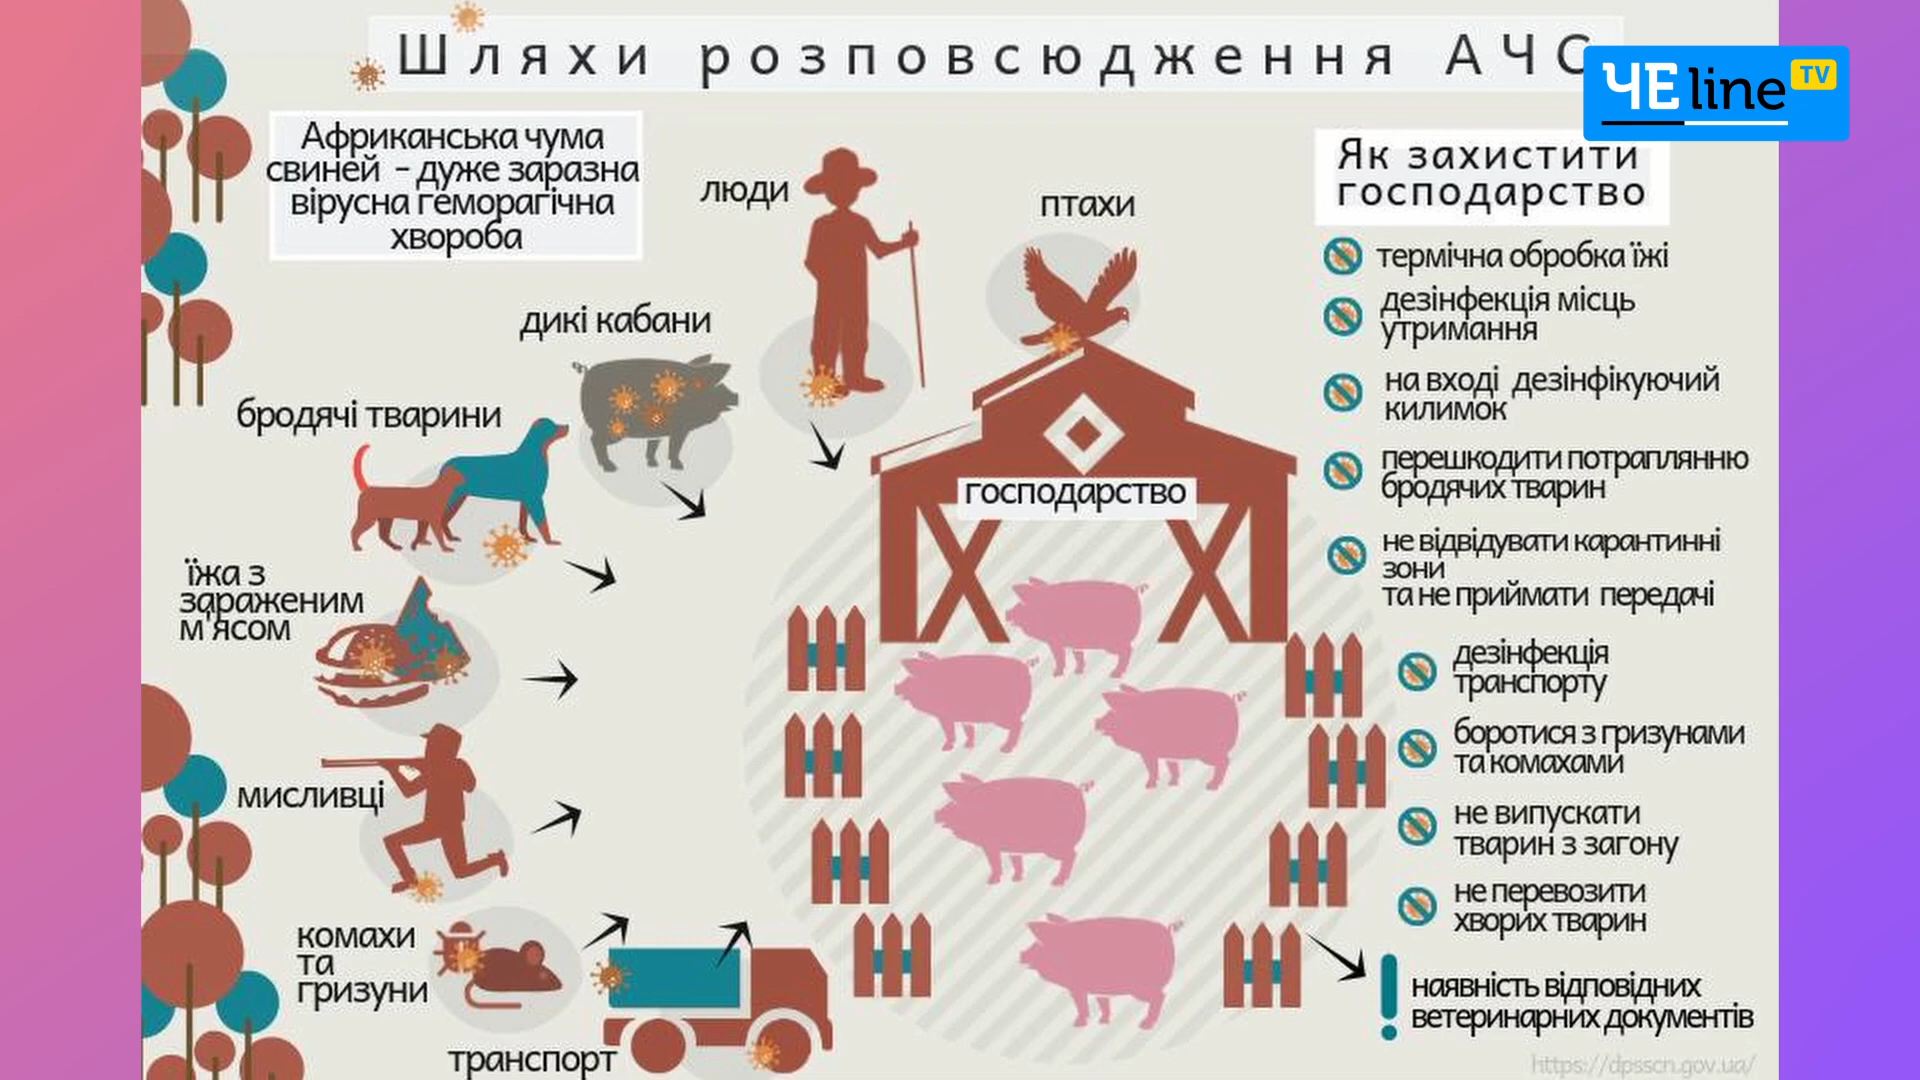 Шляхи розповсюдження АЧС
ЧЕline TV
Африканська чума
свиней – дуже заразна
вірусна геморагічна
хвороба
люди
птахи
дикі кабани
бродячі тварини
їжа з
зараженим
м'ясом
мисливці
комахи
та
гризуни
транспорт
господарство
Як захистити
господарство
термічна обробка їжі
дезінфекція місць
утримання
на вході дезінфікуючий
килимок
перешкодити потраплянню
бродячих тварин
не відвідувати карантинні
зони
та не приймати передачі
дезінфекція
транспорту
боротися з гризунами
та комахами
не випускати
тварин з загону
не перевозити
хворих тварин
наявність відповідних
ветеринарних документів
https://dpsscn.gov.ua/